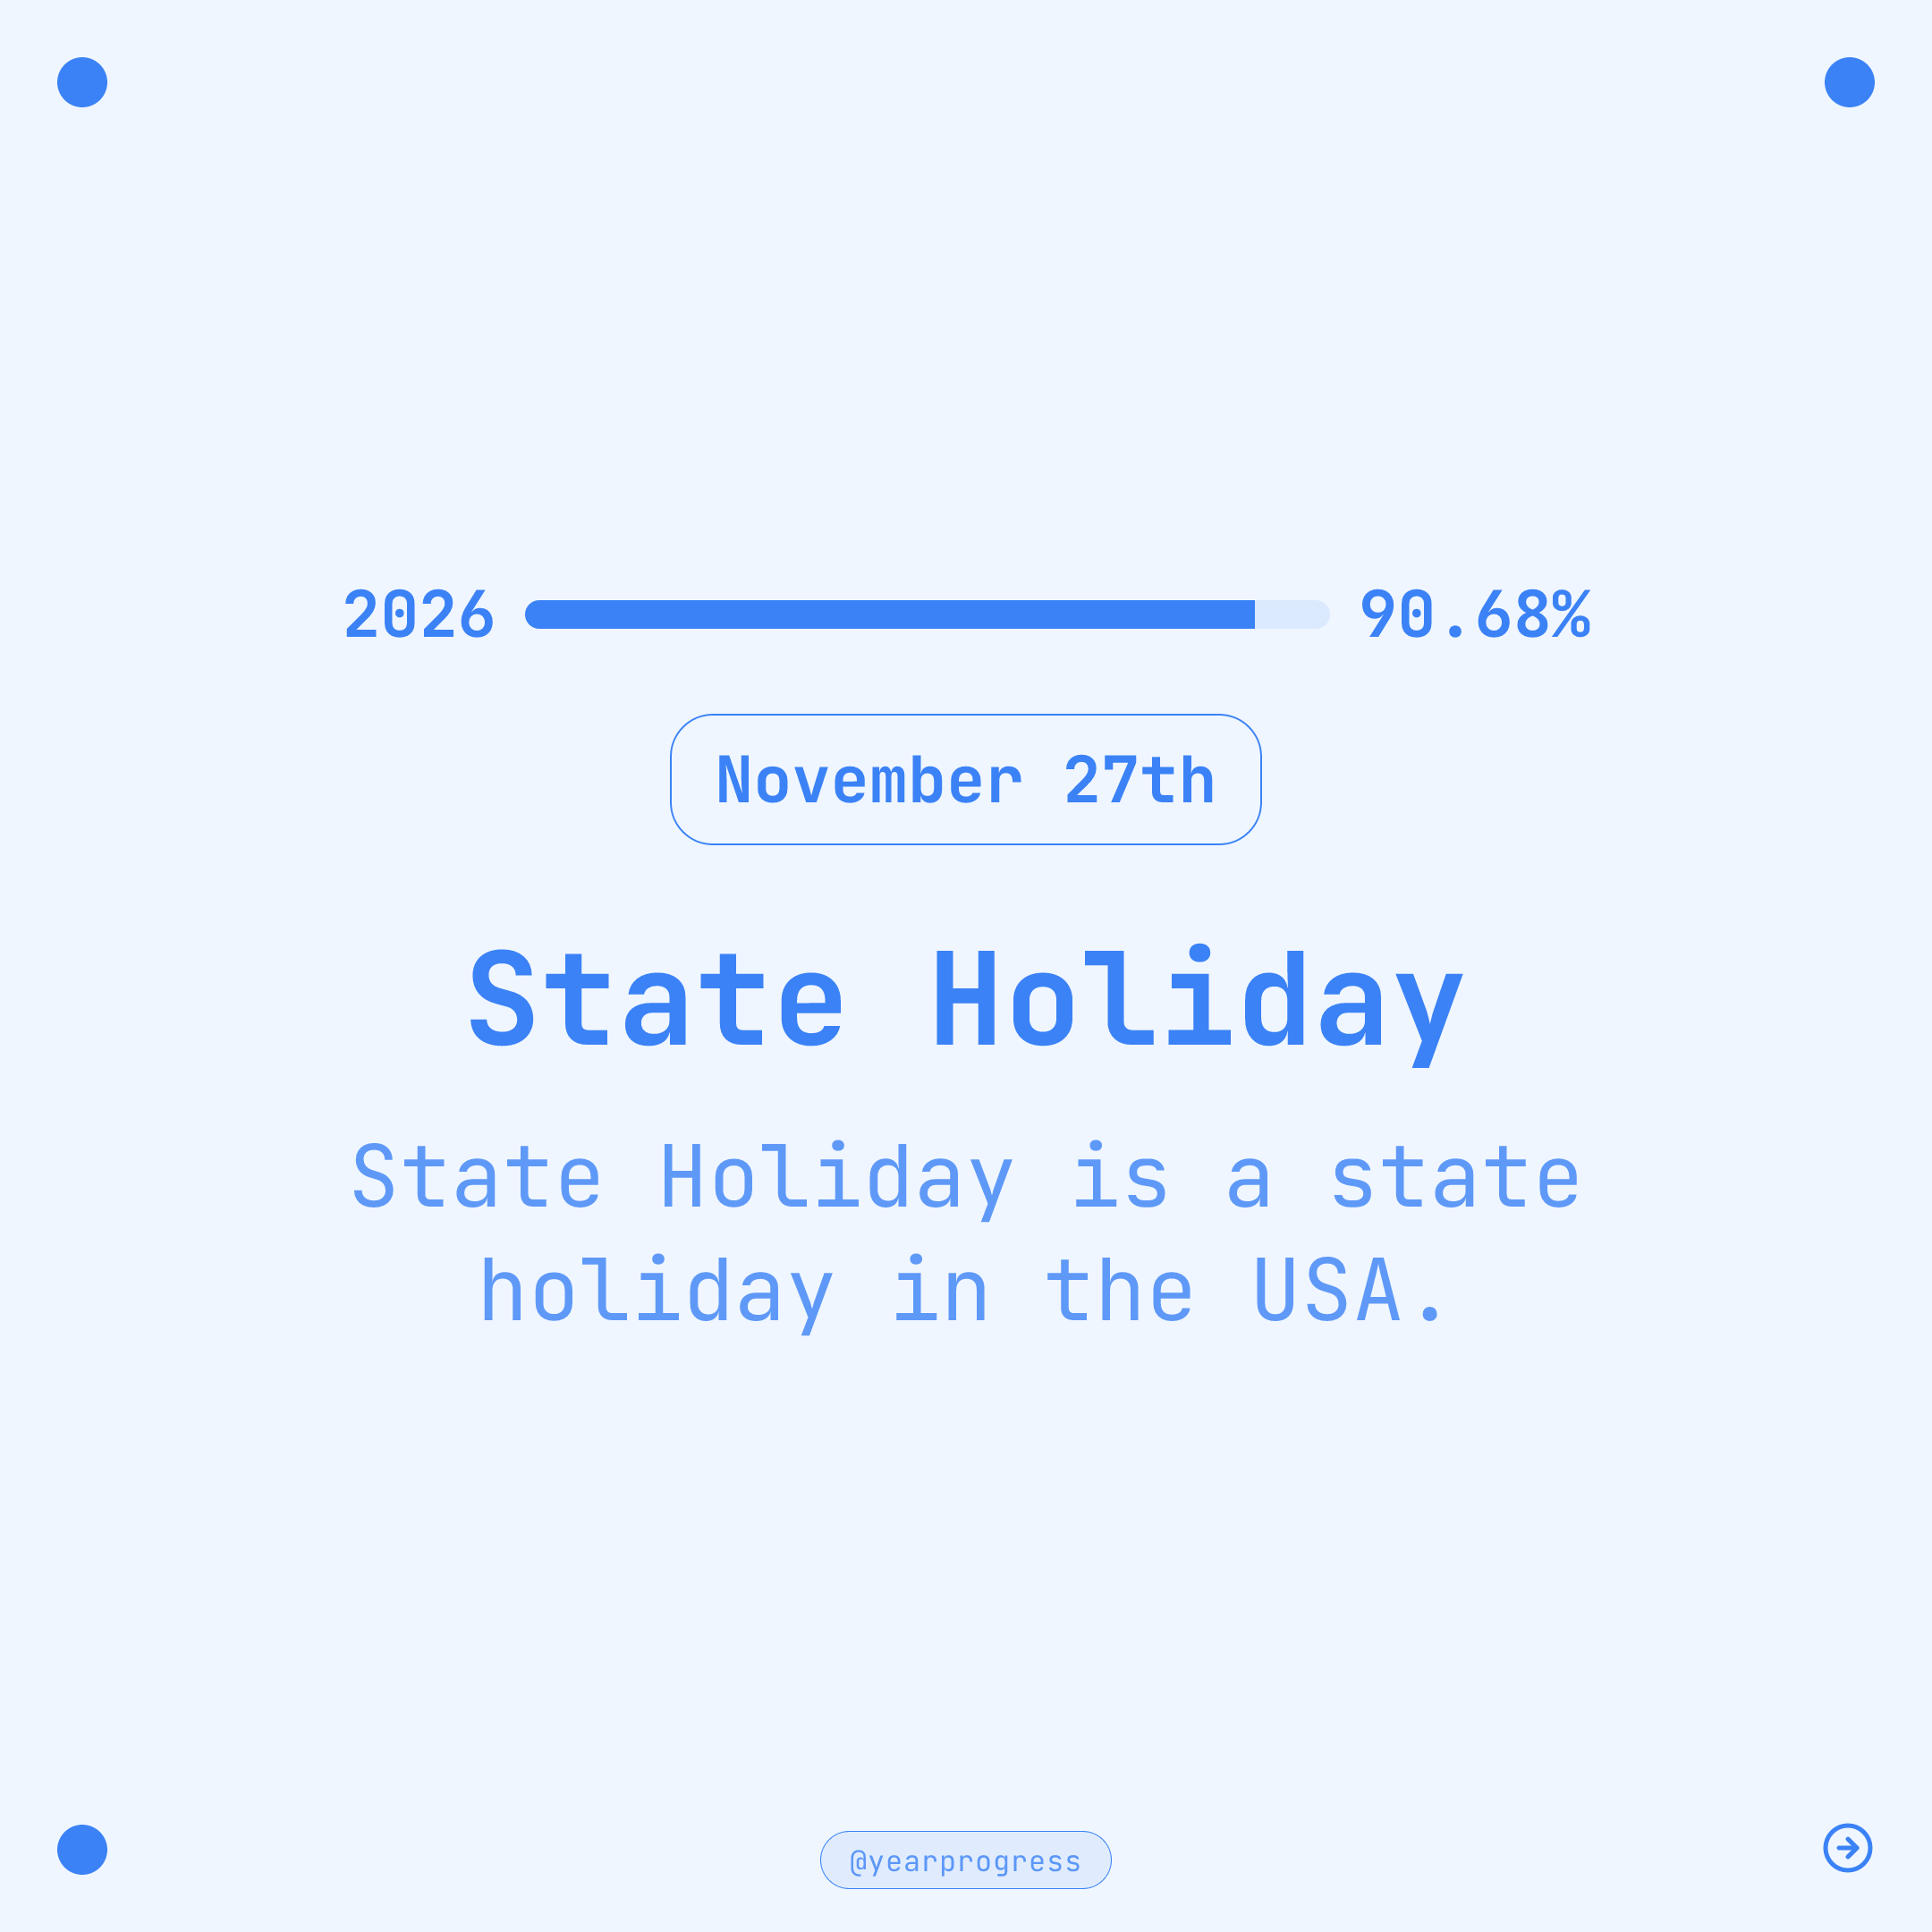 2026 90.68%
November 27th
State Holiday
State Holiday is a state
holiday in the USA.
@yearprogress